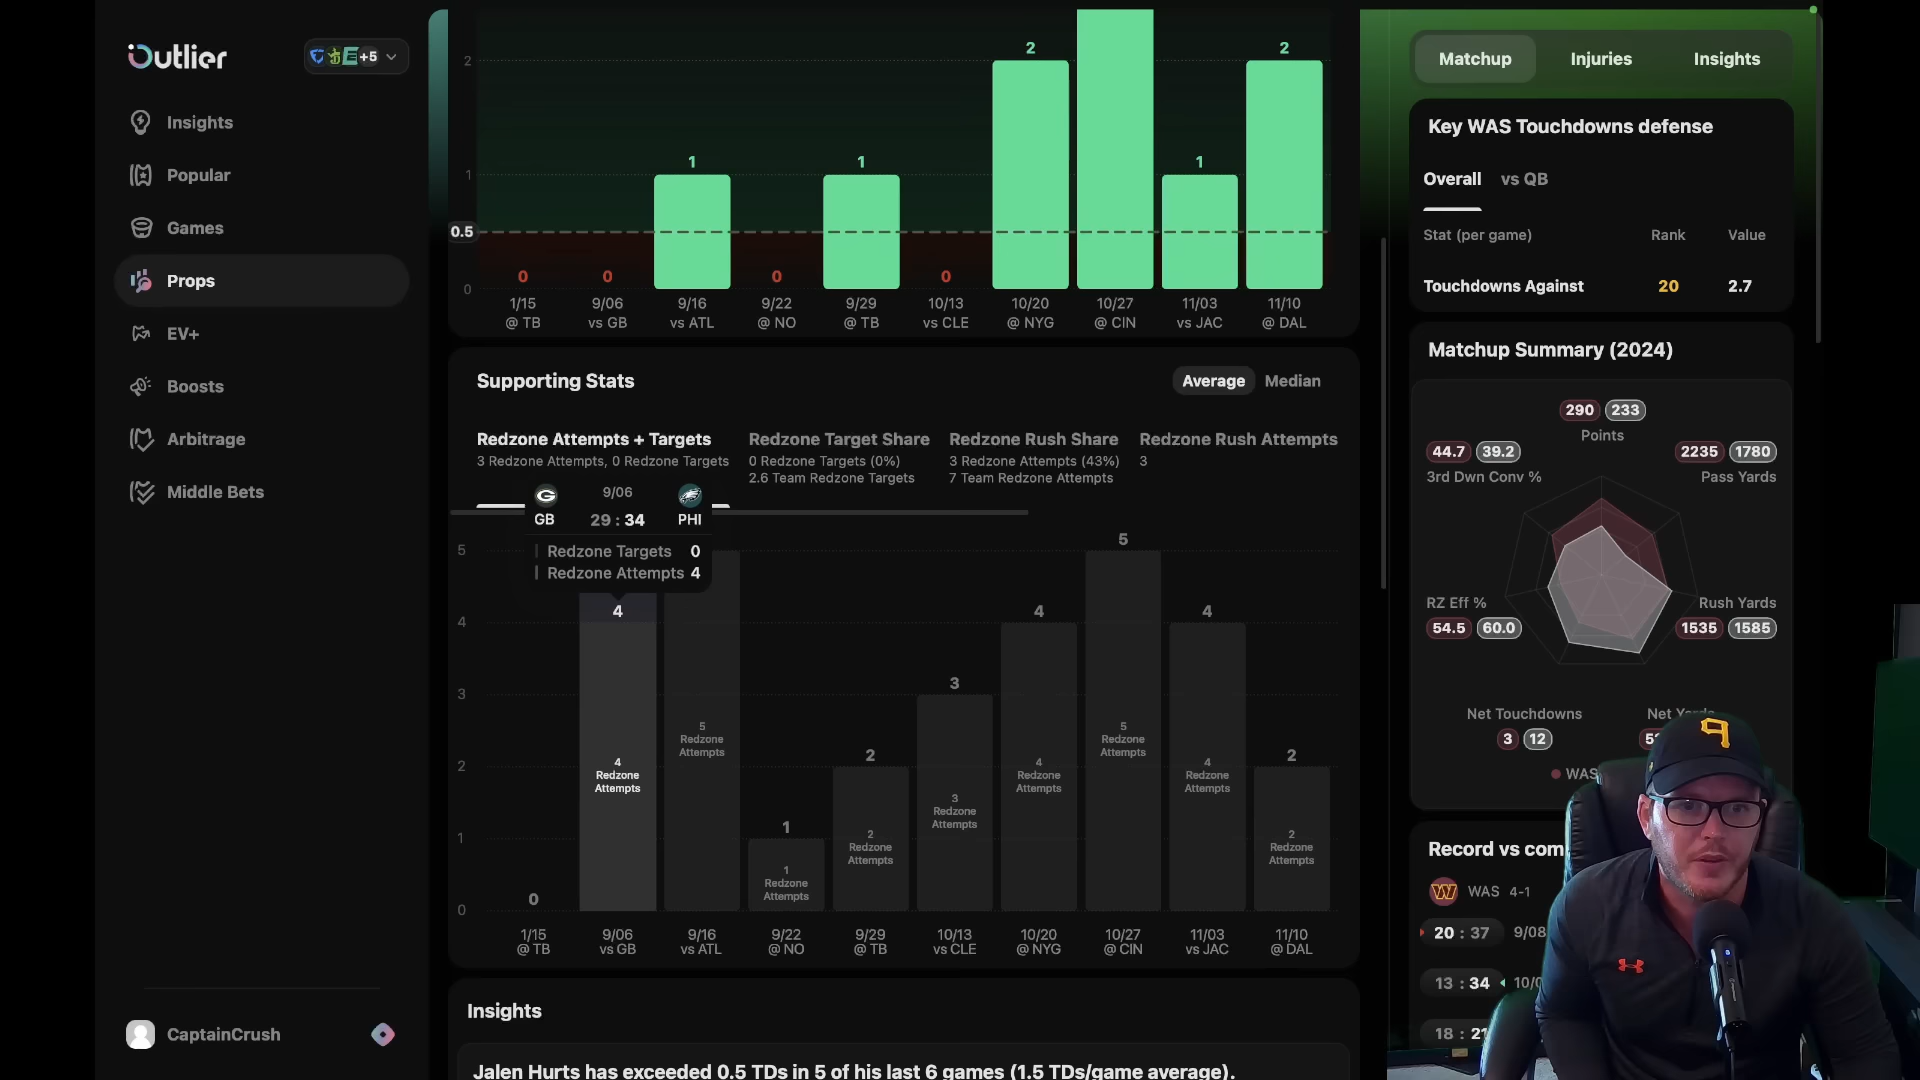 Outlier
+5
Insights
Popular
Games
Props
EV+
Boosts
Arbitrage
Middle Bets
CaptainCrush
2
1
0.5
0
0
0
1
0
1
0
2
1
2
1/15 9/06 9/16 9/22 9/29 10/13 10/20 10/27 11/03 11/10
@ TB vs GB vs ATL @ NO @ TB vs CLE @ NYG @ CIN vs JAC @ DAL
Supporting Stats
Average Median
Redzone Attempts + Targets Redzone Target Share Redzone Rush Share Redzone Rush Attempts
3 Redzone Attempts, 0 Redzone Targets 0 Redzone Targets (0%) 3 Redzone Attempts (43%) 3
2.6 Team Redzone Targets 7 Team Redzone Attempts
9/06
GB 29 : 34 PHI
Redzone Targets 0
Redzone Attempts 4
5
4
3
2
1
0
0
4
4 Redzone Attempts
5 Redzone Attempts
1
1 Redzone Attempts
2
2 Redzone Attempts
3
3 Redzone Attempts
4
4 Redzone Attempts
5
5 Redzone Attempts
4
4 Redzone Attempts
2
2 Redzone Attempts
1/15 9/06 9/16 9/22 9/29 10/13 10/20 10/27 11/03 11/10
@ TB vs GB vs ATL @ NO @ TB vs CLE @ NYG @ CIN vs JAC @ DAL
Insights
Jalen Hurts has exceeded 0.5 TDs in 5 of his last 6 games (1.5 TDs/game average).
Matchup Injuries Insights
Key WAS Touchdowns defense
Overall vs QB
Stat (per game) Rank Value
Touchdowns Against 20 2.7
Matchup Summary (2024)
290 233
Points
44.7 39.2
3rd Dwn Conv %
2235 1780
Pass Yards
RZ Eff %
54.5 60.0
Rush Yards
1535 1585
Net Touchdowns
3 12
Net Yards
WAS
Record vs com
WAS 4-1
20 : 37 9/08
13 : 34
18 : 21
P